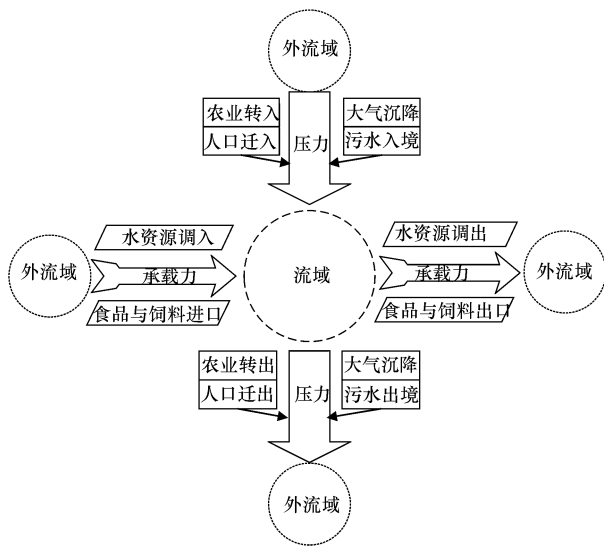 外流域
农业转入
人口迁入
压力
大气沉降
污水入境
水资源调入
外流域
承载力
食品与饲料进口
流域
水资源调出
承载力
食品与饲料出口
外流域
农业转出
人口迁出
压力
大气沉降
污水出境
外流域